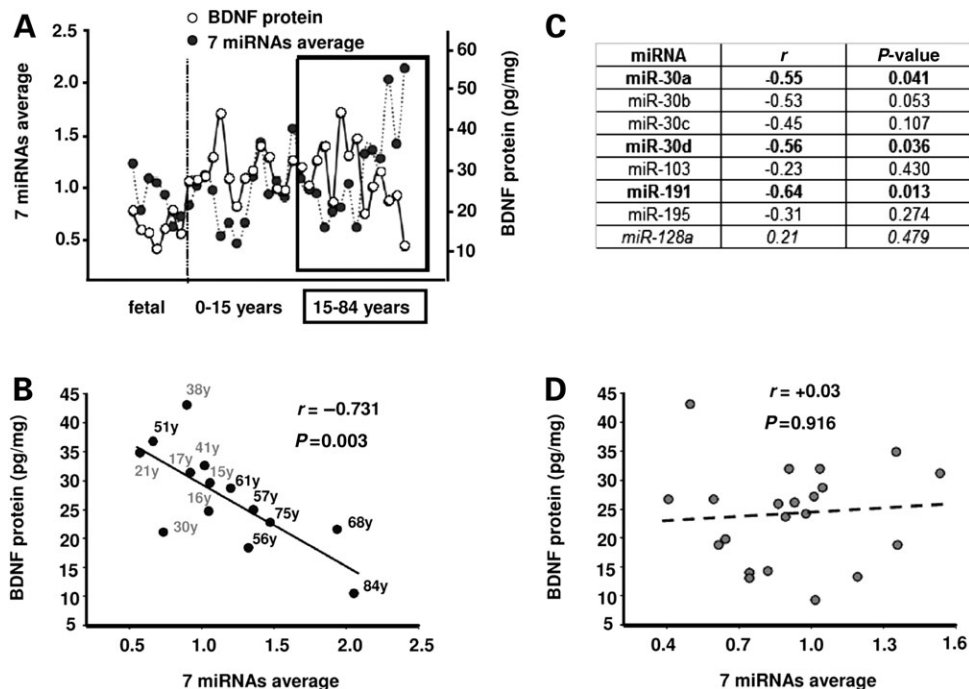 A
BDNF protein
7 miRNAs average
2.5
2.0
1.5
1.0
0.5
7 miRNAs average
60
50
40
30
20
10
BDNF protein (pg/mg)
fetal 0-15 years 15-84 years
C
miRNA r P-value
miR-30a -0.55 0.041
miR-30b -0.53 0.053
miR-30c -0.45 0.107
miR-30d -0.56 0.036
miR-103 -0.23 0.430
miR-191 -0.64 0.013
miR-195 -0.31 0.274
miR-128a 0.21 0.479
B
BDNF protein (pg/mg)
45
40
35
30
25
20
15
10
5
38y
r = −0.731
P=0.003
51y
41y
21y
17y
15y
61y
57y
16y
75y
30y
56y
68y
84y
0.5 1.0 1.5 2.0 2.5
7 miRNAs average
D
BDNF protein (pg/mg)
45
40
35
30
25
20
15
10
5
r = +0.03
P=0.916
0.4 0.7 1.0 1.3 1.6
7 miRNAs average